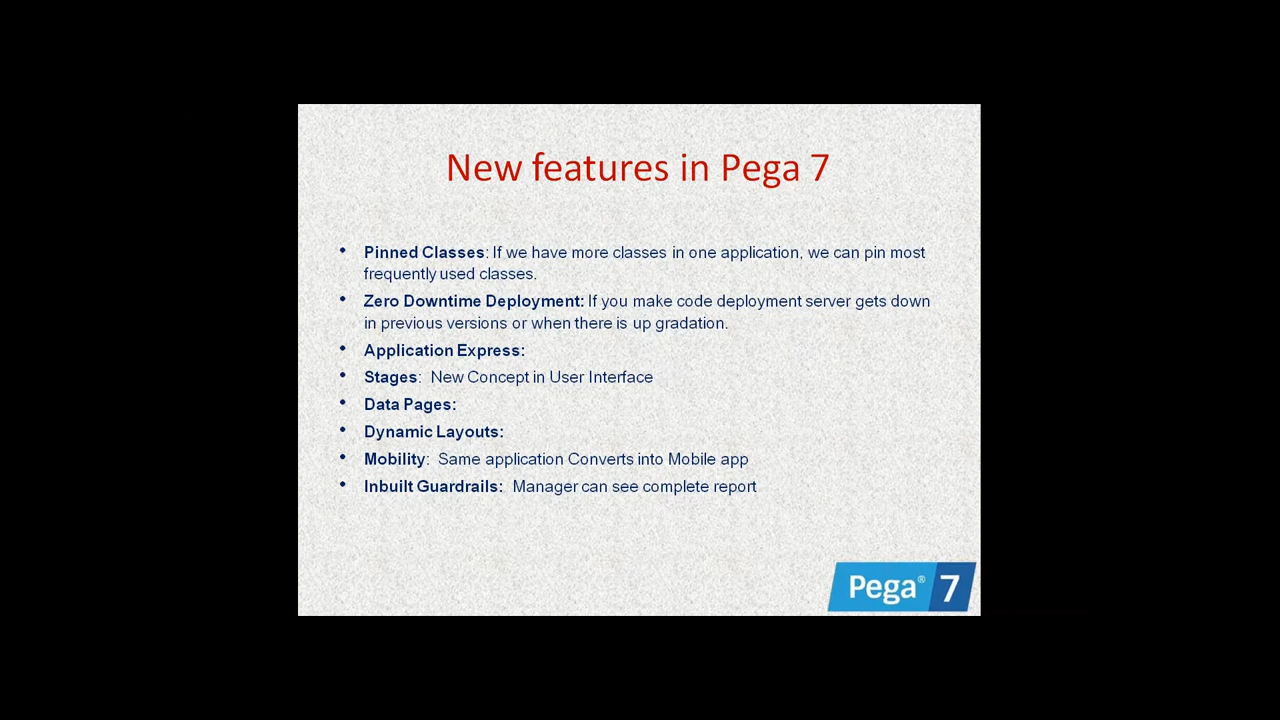 New features in Pega 7
• Pinned Classes: If we have more classes in one application, we can pin most
frequently used classes.
• Zero Downtime Deployment: If you make code deployment server gets down
in previous versions or when there is up gradation.
• Application Express:
• Stages:  New Concept in User Interface
• Data Pages:
• Dynamic Layouts:
• Mobility:  Same application Converts into Mobile app
• Inbuilt Guardrails:  Manager can see complete report
Pega® 7